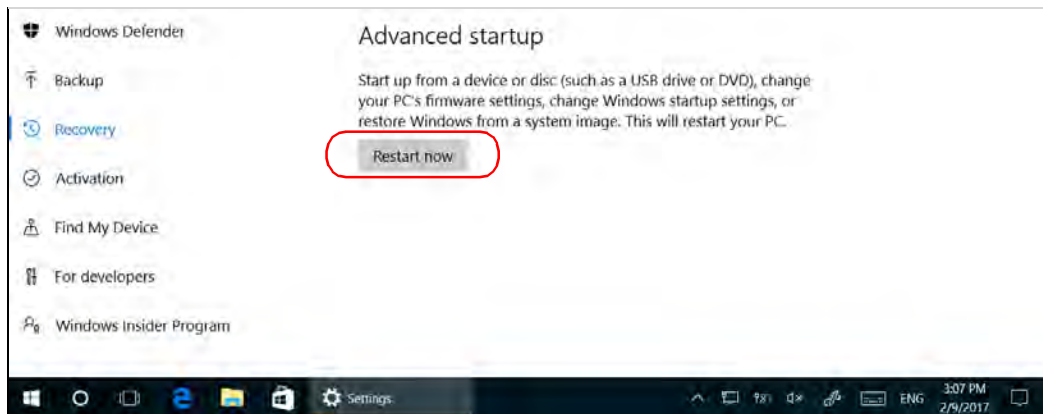 Windows Defender
Backup
Recovery
Activation
Find My Device
For developers
Windows Insider Program
Advanced startup
Start up from a device or disc (such as a USB drive or DVD), change
your PC's firmware settings, change Windows startup settings, or
restore Windows from a system image. This will restart your PC.
Restart now
Settings
ENG
3:07 PM
2/9/2017